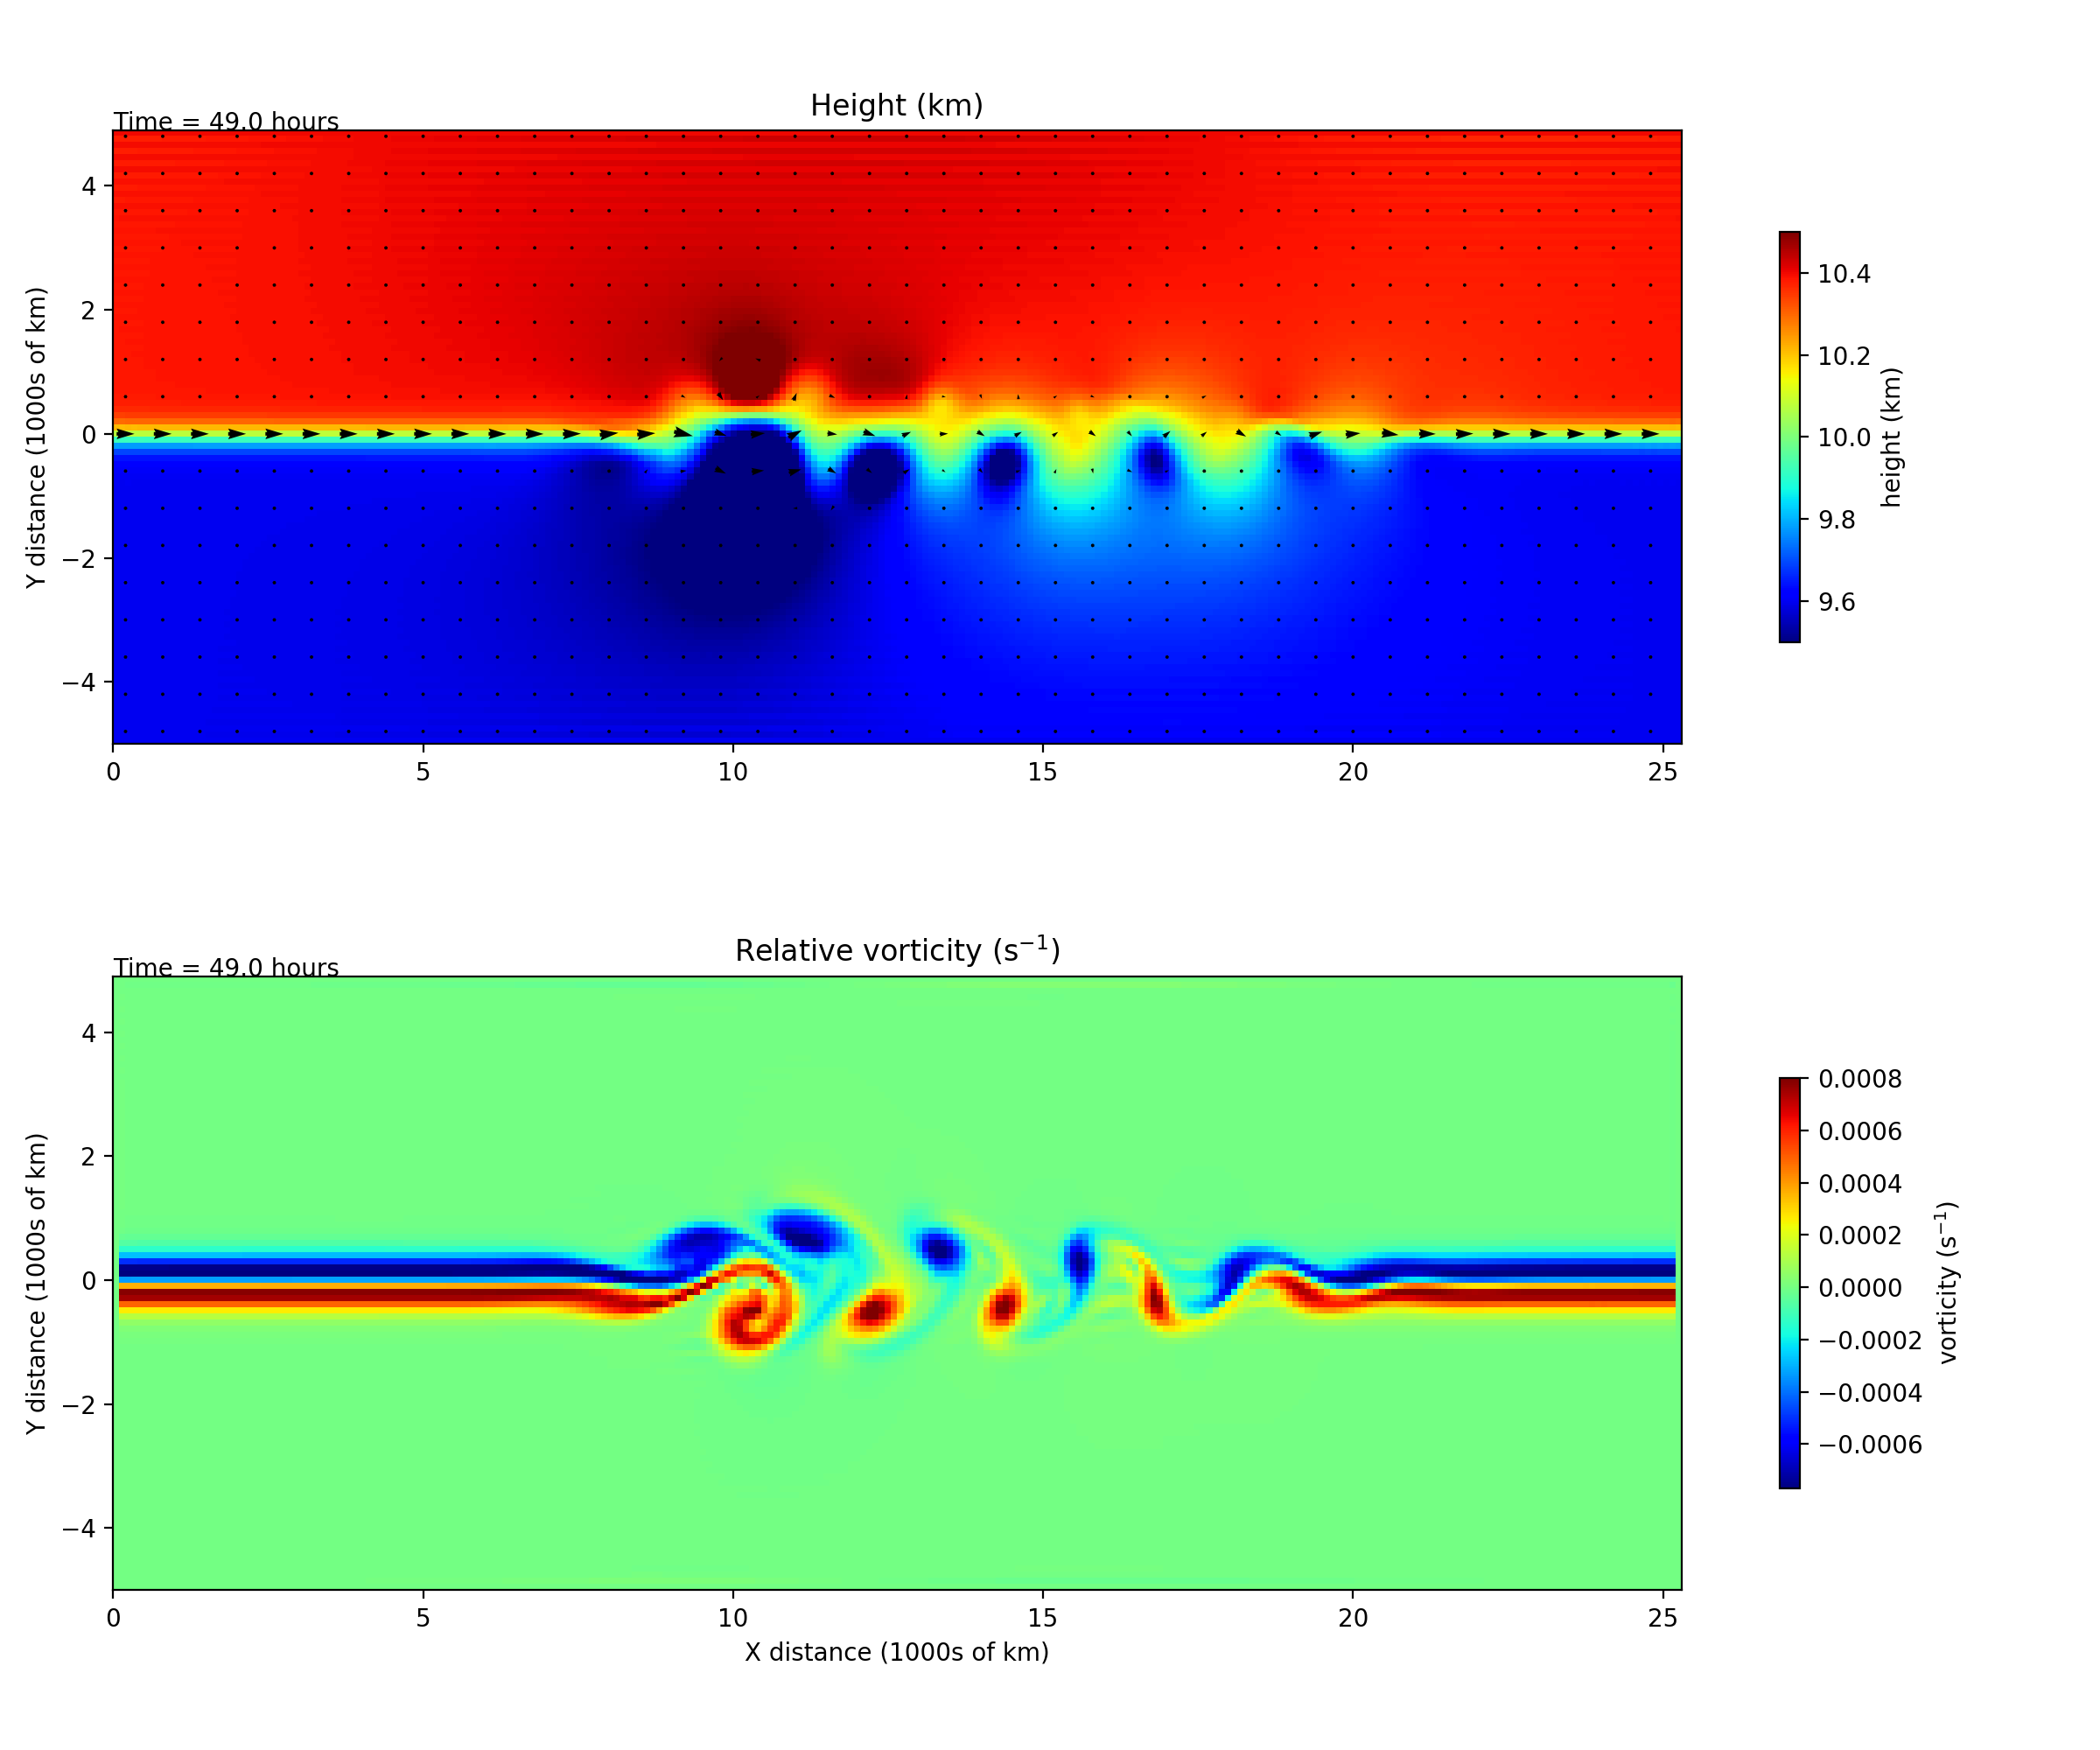 Height (km)
Time = 49.0 hours
Y distance (1000s of km)
4
2
0
−2
−4
0 5 10 15 20 25
10.4
10.2
10.0
9.8
9.6
height (km)
Relative vorticity (s⁻¹)
Time = 49.0 hours
Y distance (1000s of km)
4
2
0
−2
−4
0 5 10 15 20 25
X distance (1000s of km)
0.0008
0.0006
0.0004
0.0002
0.0000
−0.0002
−0.0004
−0.0006
vorticity (s⁻¹)